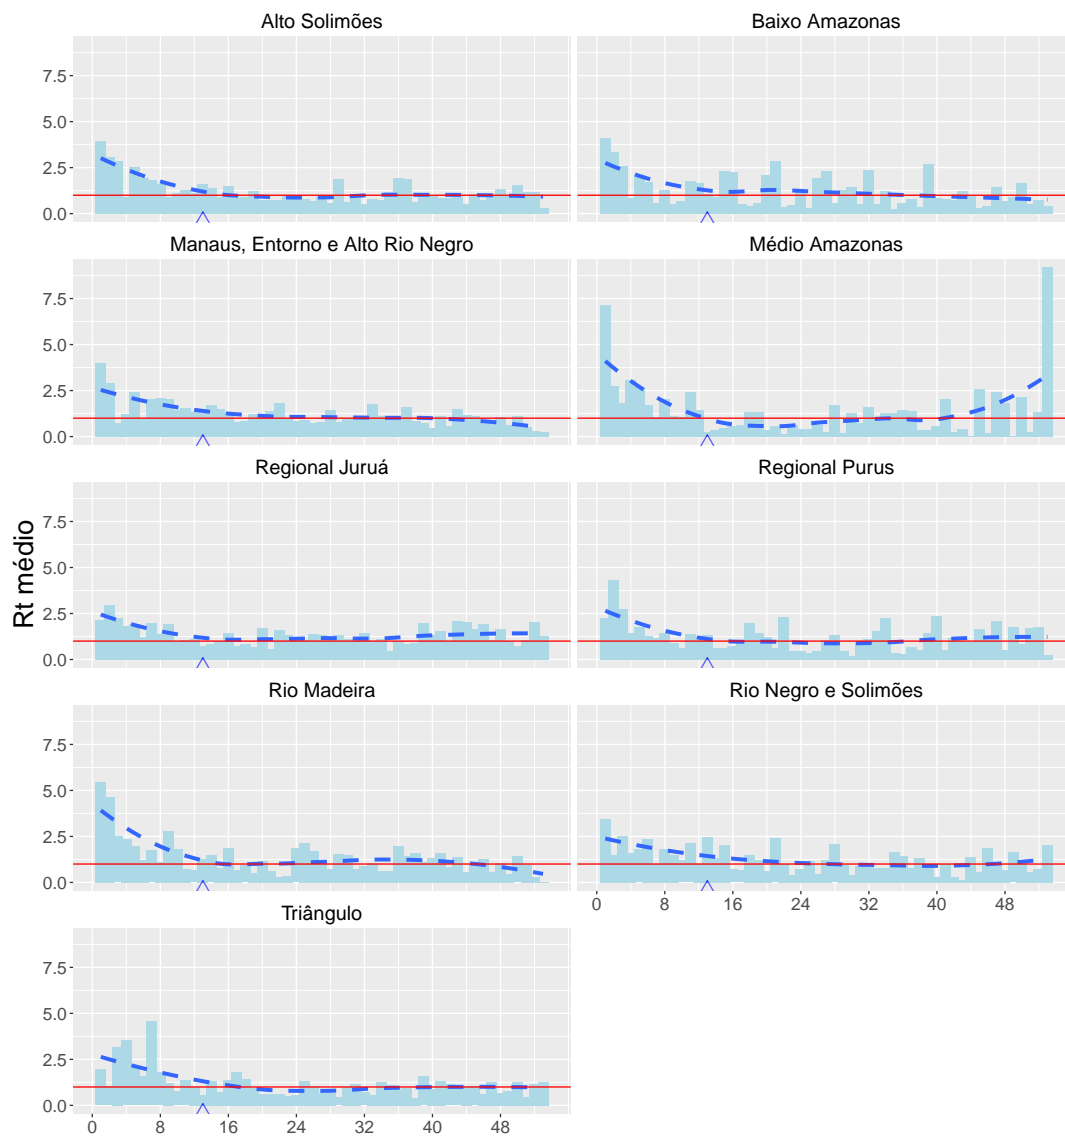 Alto Solimões
Baixo Amazonas
7.5
5.0
2.5
0.0
Manaus, Entorno e Alto Rio Negro
Médio Amazonas
7.5
5.0
2.5
0.0
Regional Juruá
Regional Purus
7.5
5.0
2.5
0.0
Rt médio
Rio Madeira
Rio Negro e Solimões
7.5
5.0
2.5
0.0
0 8 16 24 32 40 48
Triângulo
7.5
5.0
2.5
0.0
0 8 16 24 32 40 48